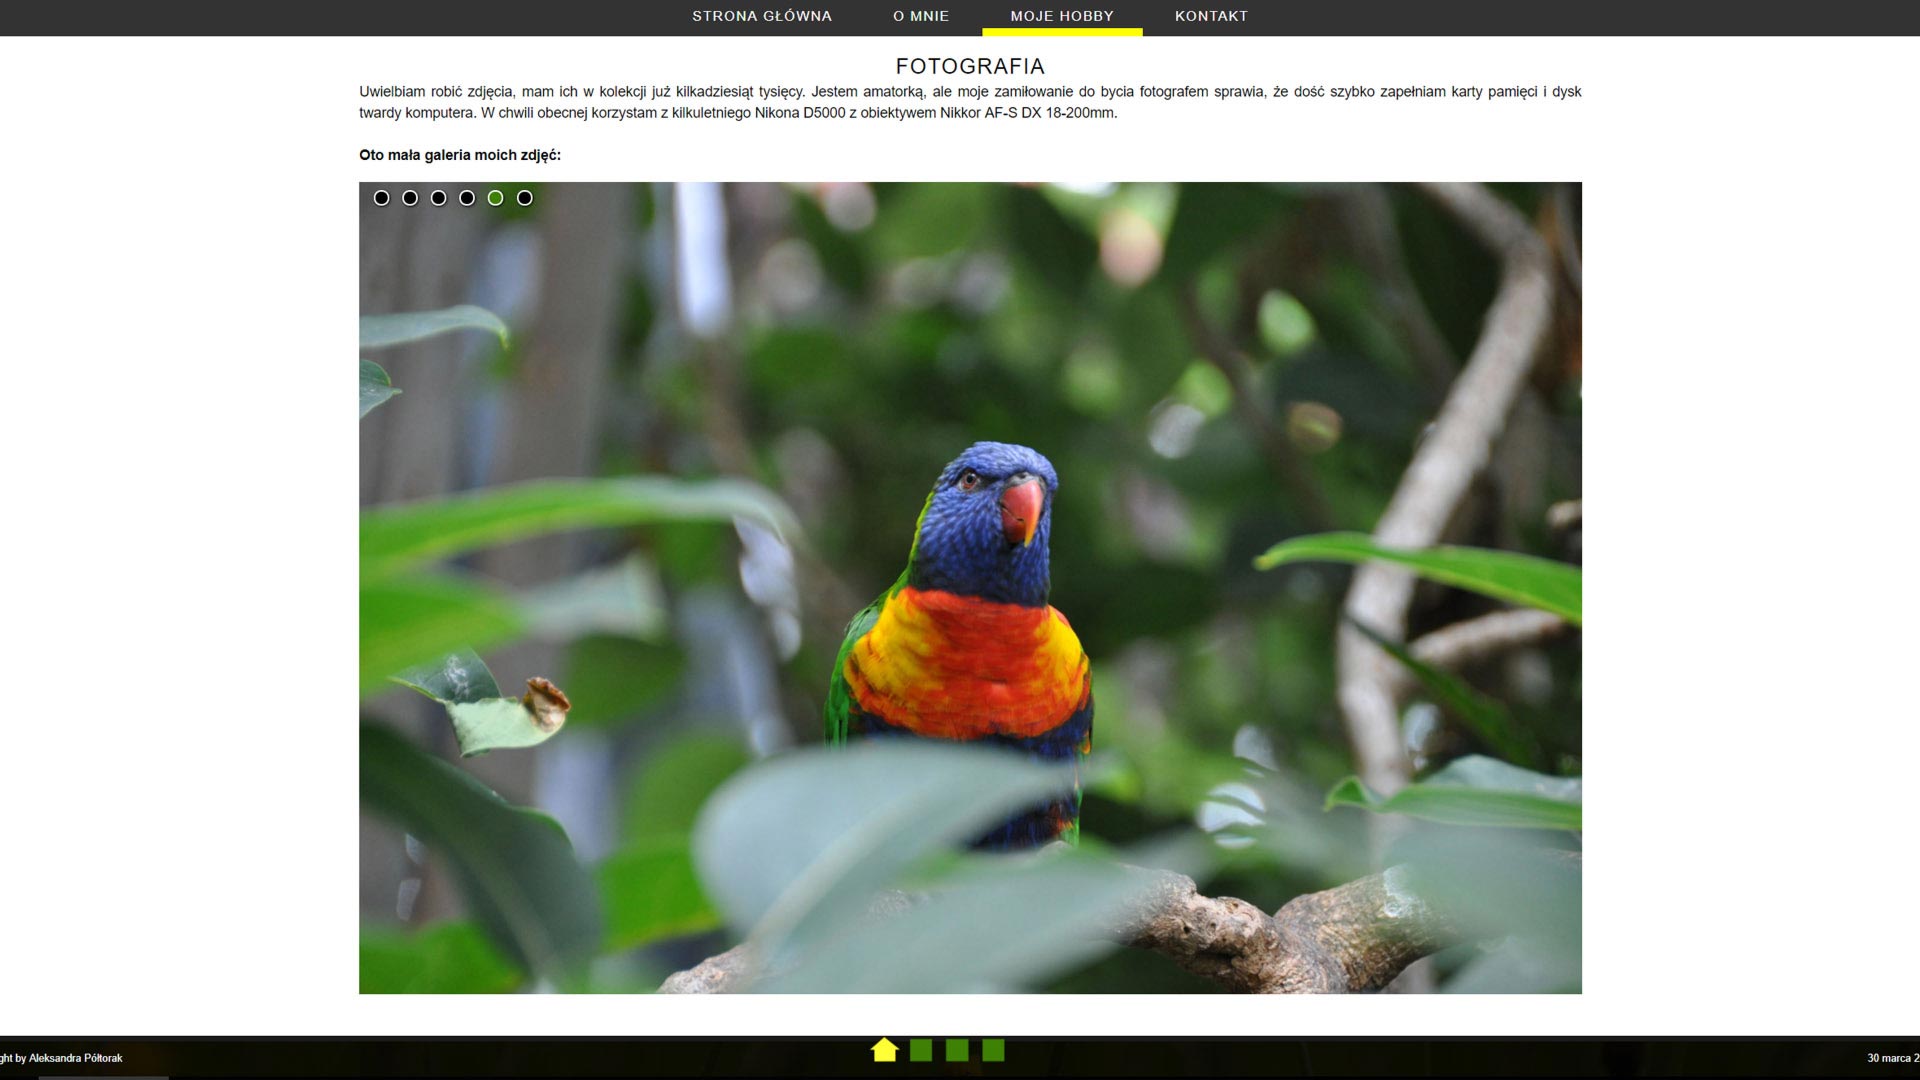 STRONA GŁÓWNA O MNIE MOJE HOBBY KONTAKT
FOTOGRAFIA
Uwielbiam robić zdjęcia, mam ich w kolekcji już kilkadziesiąt tysięcy. Jestem amatorką, ale moje zamiłowanie do bycia fotografem sprawia, że dość szybko zapełniam karty pamięci i dysk
twardy komputera. W chwili obecnej korzystam z kilkuletniego Nikona D5000 z obiektywem Nikkor AF-S DX 18-200mm.
Oto mała galeria moich zdjęć:
ght by Aleksandra Półtorak
30 marca 2